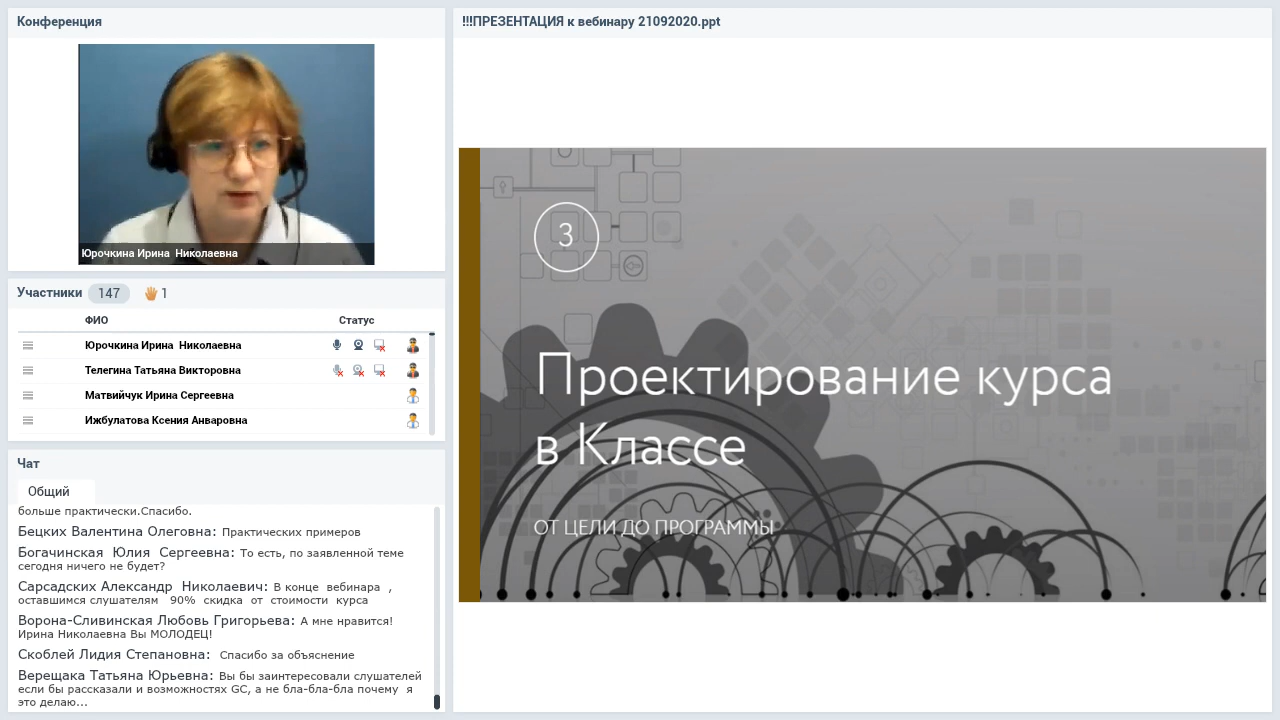 Конференция
Юрочкина Ирина  Николаевна
Участники 147 1
ФИО Статус
Юрочкина Ирина  Николаевна
Телегина Татьяна Викторовна
Матвийчук Ирина Сергеевна
Ижбулатова Ксения Анваровна
Чат
Общий
больше практически.Спасибо.
Бецких Валентина Олеговна: Практических примеров
Богачинская  Юлия  Сергеевна: То есть, по заявленной теме
сегодня ничего не будет?
Сарсадских Александр  Николаевич: В конце  вебинара  ,
оставшимся слушателям   90%  скидка  от  стоимости  курса
Ворона-Сливинская Любовь Григорьева: А мне нравится!
Ирина Николаевна Вы МОЛОДЕЦ!
Скоблей Лидия Степановна:  Спасибо за объяснение
Верещака Татьяна Юрьевна: Вы бы заинтересовали слушателей
если бы рассказали и возможностях GC, а не бла-бла-бла почему  я
это делаю...
!!!ПРЕЗЕНТАЦИЯ к вебинару 21092020.ppt
3
Проектирование курса
в Классе
ОТ ЦЕЛИ ДО ПРОГРАММЫ